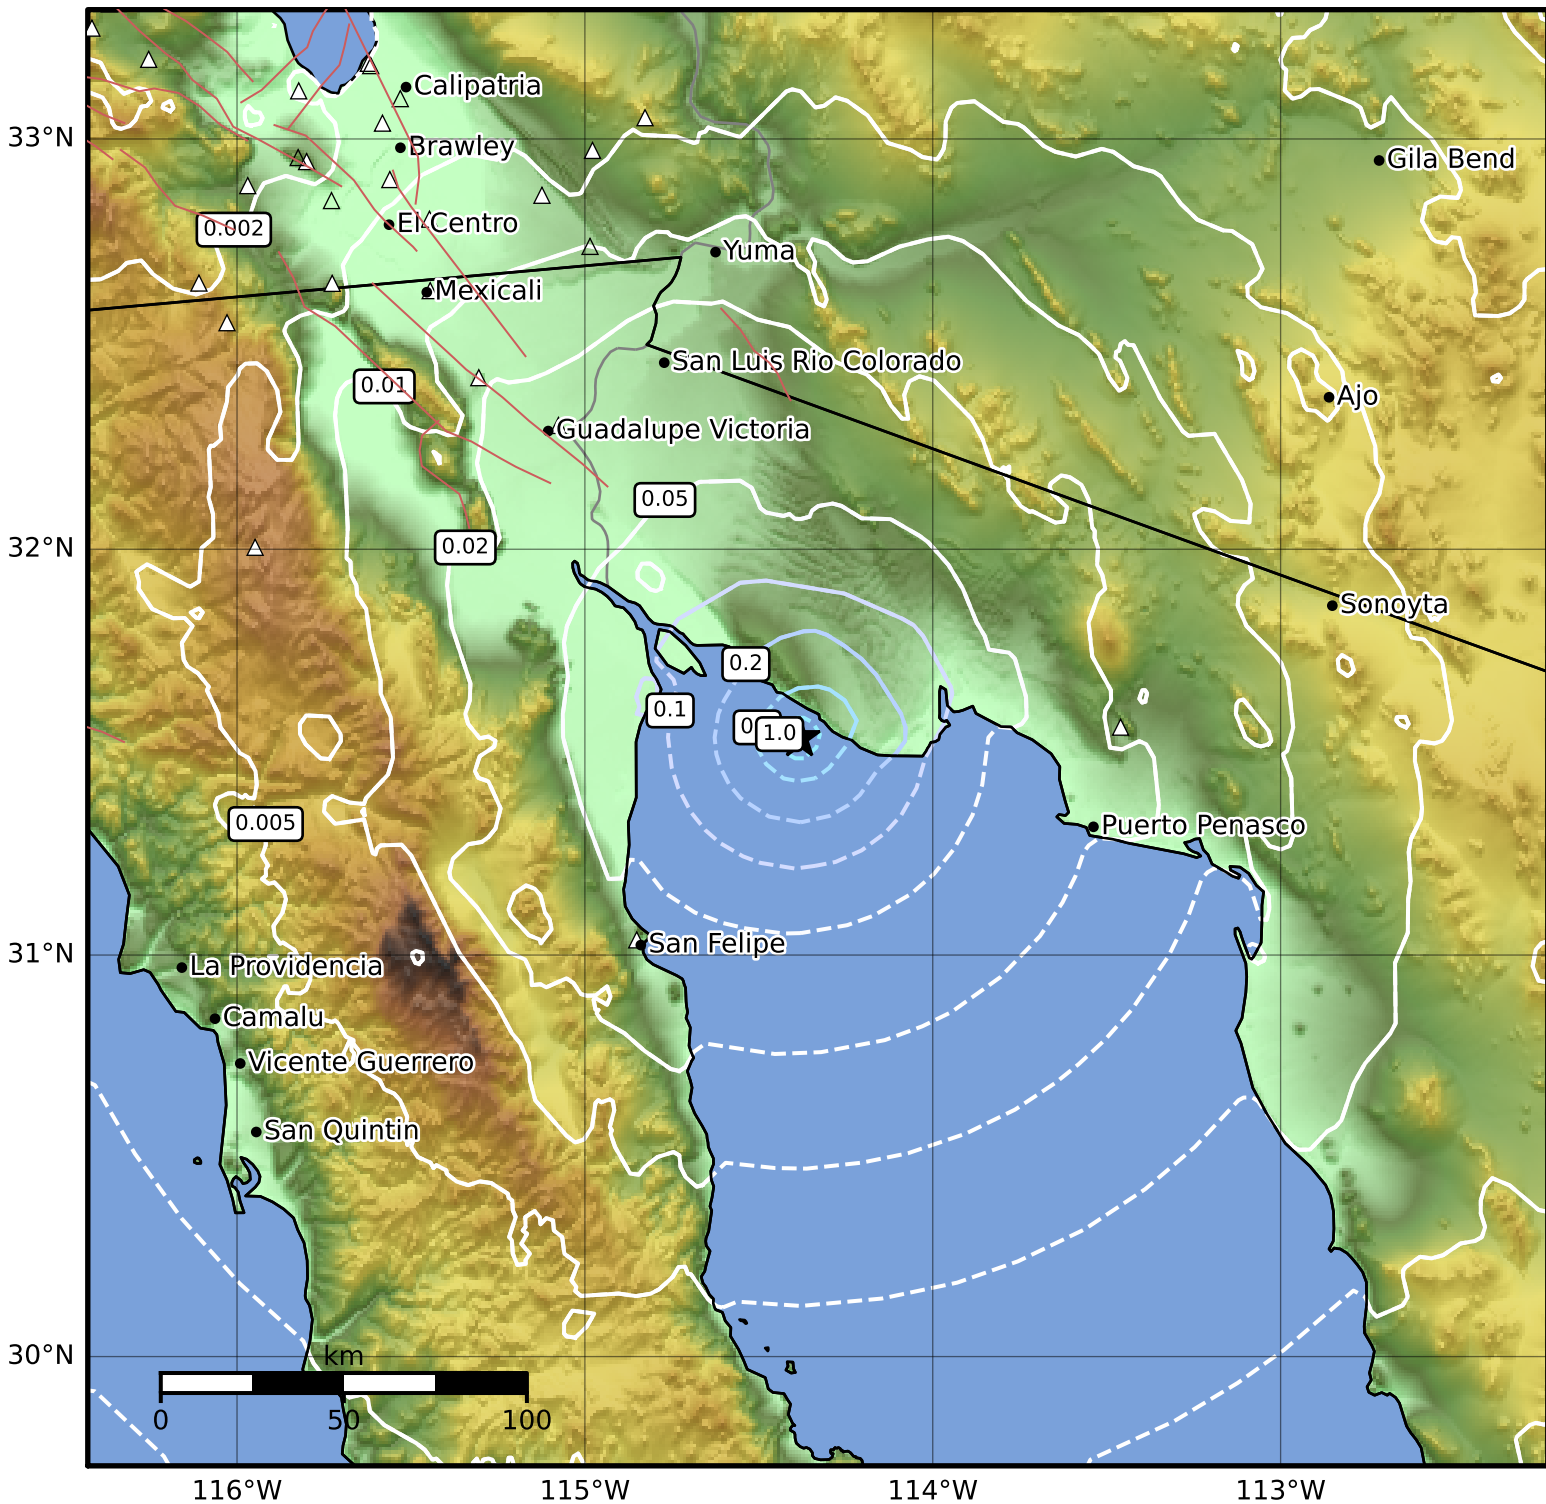 Calipatria
33°N
Brawley
Gila Bend
0.002
El Centro
Yuma
Mexicali
San Luis Rio Colorado
0.01
Ajo
Guadalupe Victoria
0.05
32°N
0.02
Sonoyta
0.2
0.1
1.0
Puerto Penasco
0.005
San Felipe
31°N
La Providencia
Camalu
Vicente Guerrero
San Quintin
30°N
km
0 50 100
116°W 115°W 114°W 113°W